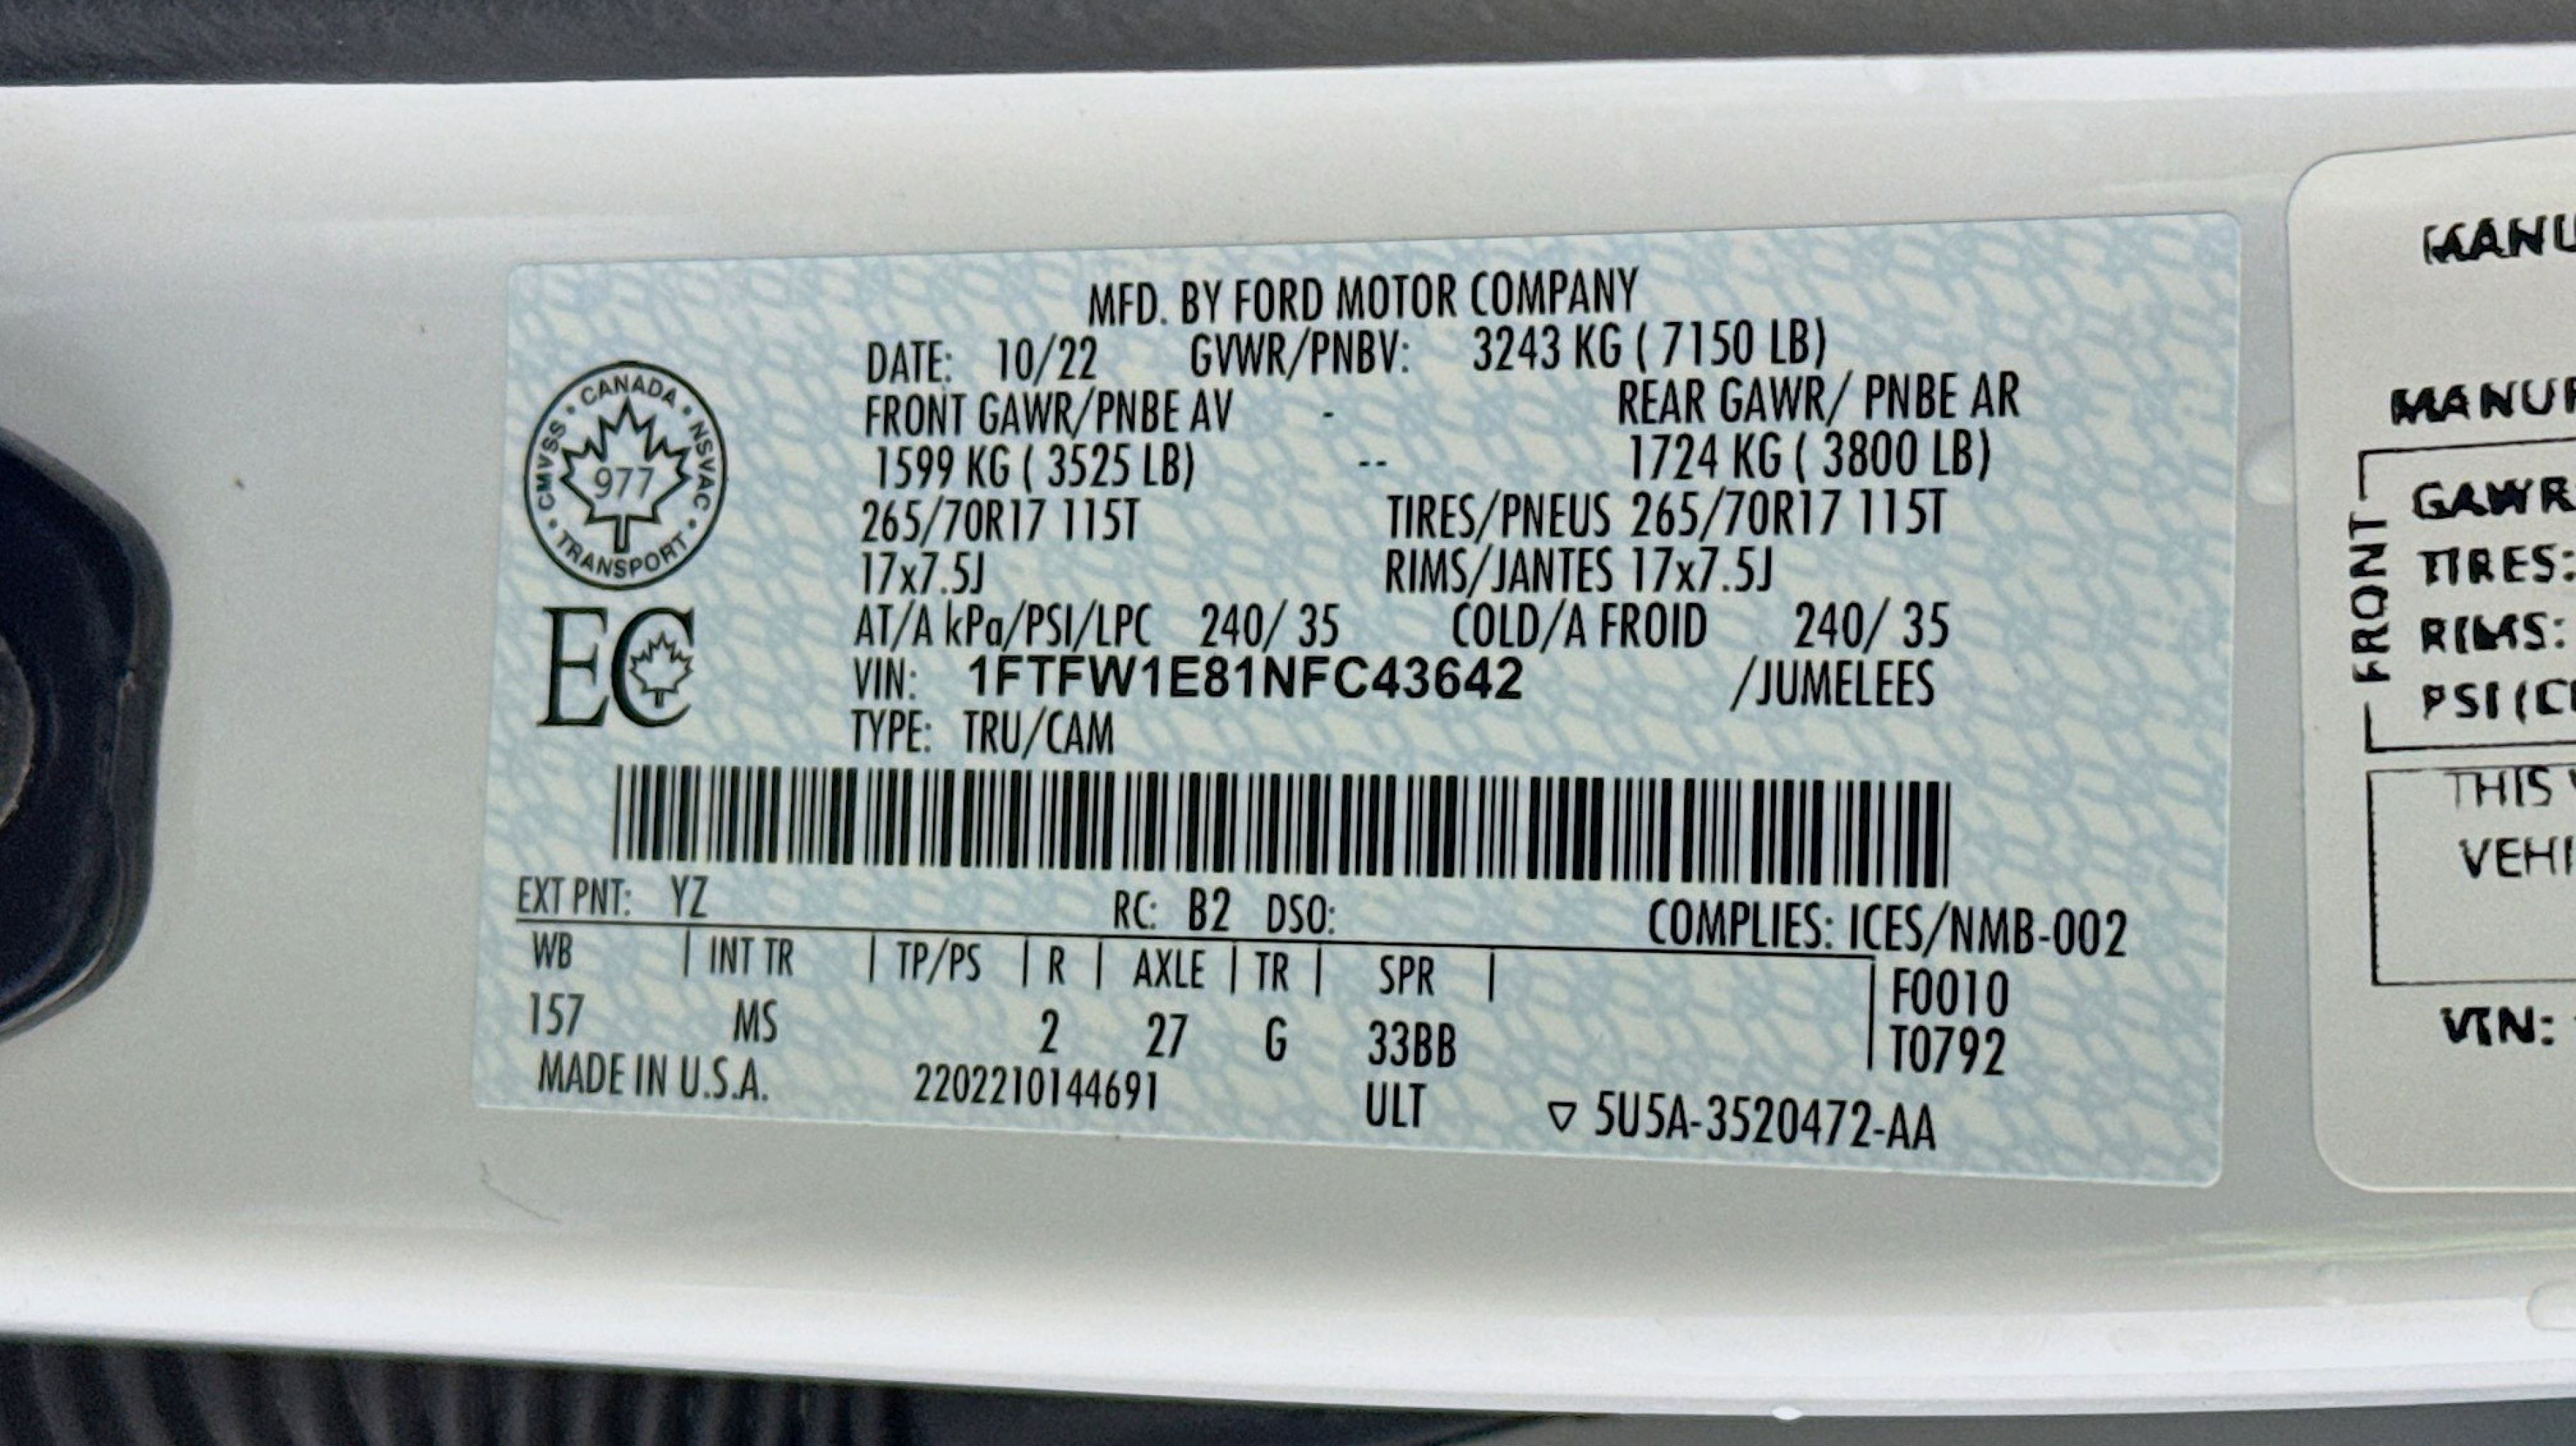 MFD. BY FORD MOTOR COMPANY
DATE: 10/22 GVWR/PNBV: 3243 KG ( 7150 LB)
FRONT GAWR/PNBE AV - REAR GAWR/ PNBE AR
1599 KG ( 3525 LB) -- 1724 KG ( 3800 LB)
265/70R17 115T TIRES/PNEUS 265/70R17 115T
17x7.5J RIMS/JANTES 17x7.5J
AT/A kPa/PSI/LPC 240/ 35 COLD/A FROID 240/ 35
VIN: 1FTFW1E81NFC43642 /JUMELEES
TYPE: TRU/CAM
CANADA • NSVAC • TRANSPORT • CMVSS •
977
EC
EXT PNT: YZ RC: B2 DSO: COMPLIES: ICES/NMB-002
WB | INT TR | TP/PS | R | AXLE | TR | SPR | F0010
157 MS 2 27 G 33BB T0792
MADE IN U.S.A. 2202210144691 ULT ▽ 5U5A-3520472-AA
FRONT
GAWR
TIRES:
RIMS:
THIS
VIN: